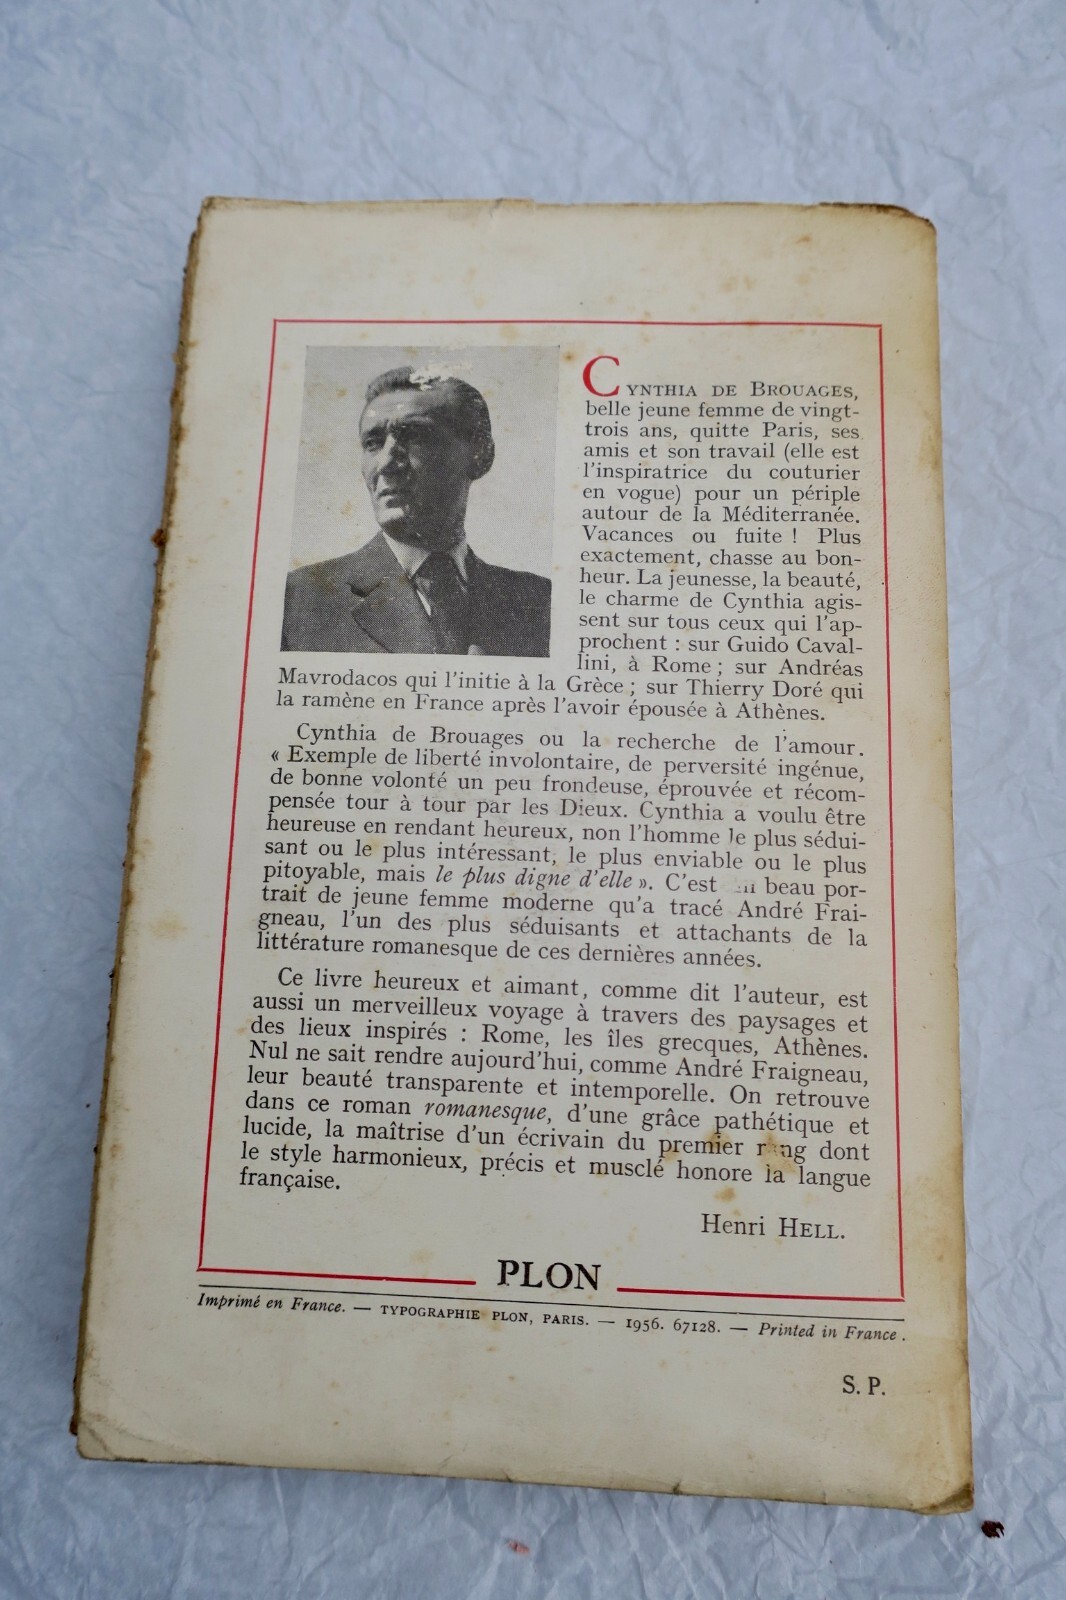 CYNTHIA DE BROUAGES,
belle jeune femme de vingt-
trois ans, quitte Paris, ses
amis et son travail (elle est
l'inspiratrice du couturier
en vogue) pour un périple
autour de la Méditerranée.
Vacances ou fuite ! Plus
exactement, chasse au bon-
heur. La jeunesse, la beauté,
le charme de Cynthia agis-
sent sur tous ceux qui l'ap-
prochent : sur Guido Caval-
lini, à Rome ; sur Andréas
Mavrodacos qui l'initie à la Grèce ; sur Thierry Doré qui
la ramène en France après l'avoir épousée à Athènes.
Cynthia de Brouages ou la recherche de l'amour.
« Exemple de liberté involontaire, de perversité ingénue,
de bonne volonté un peu frondeuse, éprouvée et récom-
pensée tour à tour par les Dieux. Cynthia a voulu être
heureuse en rendant heureux, non l'homme le plus sédui-
sant ou le plus intéressant, le plus enviable ou le plus
pitoyable, mais le plus digne d'elle ». C'est beau por-
trait de jeune femme moderne qu'a tracé André Frai-
gneau, l'un des plus séduisants et attachants de la
littérature romanesque de ces dernières années.
Ce livre heureux et aimant, comme dit l'auteur, est
aussi un merveilleux voyage à travers des paysages et
des lieux inspirés : Rome, les îles grecques, Athènes.
Nul ne sait rendre aujourd'hui, comme André Fraigneau,
leur beauté transparente et intemporelle. On retrouve
dans ce roman romanesque, d'une grâce pathétique et
lucide, la maîtrise d'un écrivain du premier rang dont
le style harmonieux, précis et musclé honore la langue
française.
Henri HELL.
PLON
Imprimé en France. — TYPOGRAPHIE PLON, PARIS. — 1956. 67128. — Printed in France.
S. P.